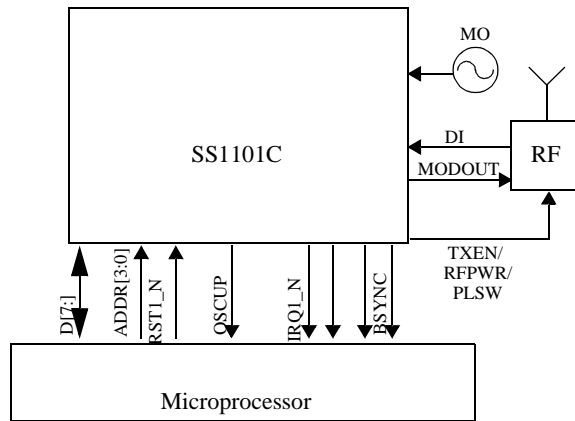 MO
SS1101C
DI
RF
MODOUT
TXEN/
RFPWR/
PLSW
D[7:]
ADDR[3:0]
RST1_N
OSCUP
IRQ1_N
BSYNC
Microprocessor